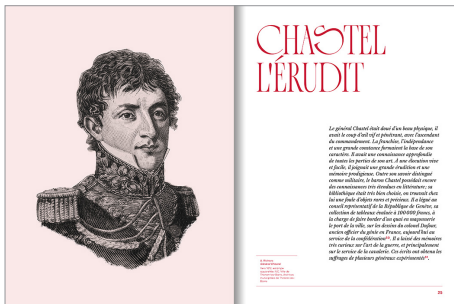 CHASTEL
L'ÉRUDIT
Le général Chastel était doué d'un beau physique, il
avait le coup d'œil vif et pénétrant, avec l'ascendant
du commandement. La franchise, l'indépendance
et une grande constance formaient la base de son
caractère. Il avait une connaissance approfondie
de toutes les parties de son art. À une élocution vive
et facile, il joignait une grande érudition et une
mémoire prodigieuse. Outre son savoir distingué
comme militaire, le baron Chastel possédait encore
des connaissances très étendues en littérature; sa
bibliothèque était très bien choisie, on trouvait chez
lui une foule d'objets rares et précieux. Il a légué au
conseil représentatif de la République de Genève, sa
collection de tableaux évaluée à 100 000 francs, à
la charge de faire border d'un quai en maçonnerie
le port de la ville, sur les dessins du colonel Dufour,
ancien officier du génie en France, aujourd'hui au
service de la confédération
Il a laissé des mémoires
très curieux sur l'art de la guerre, et principalement
sur le service de la cavalerie. Ces écrits ont obtenu les
suffrages de plusieurs généraux expérimentés